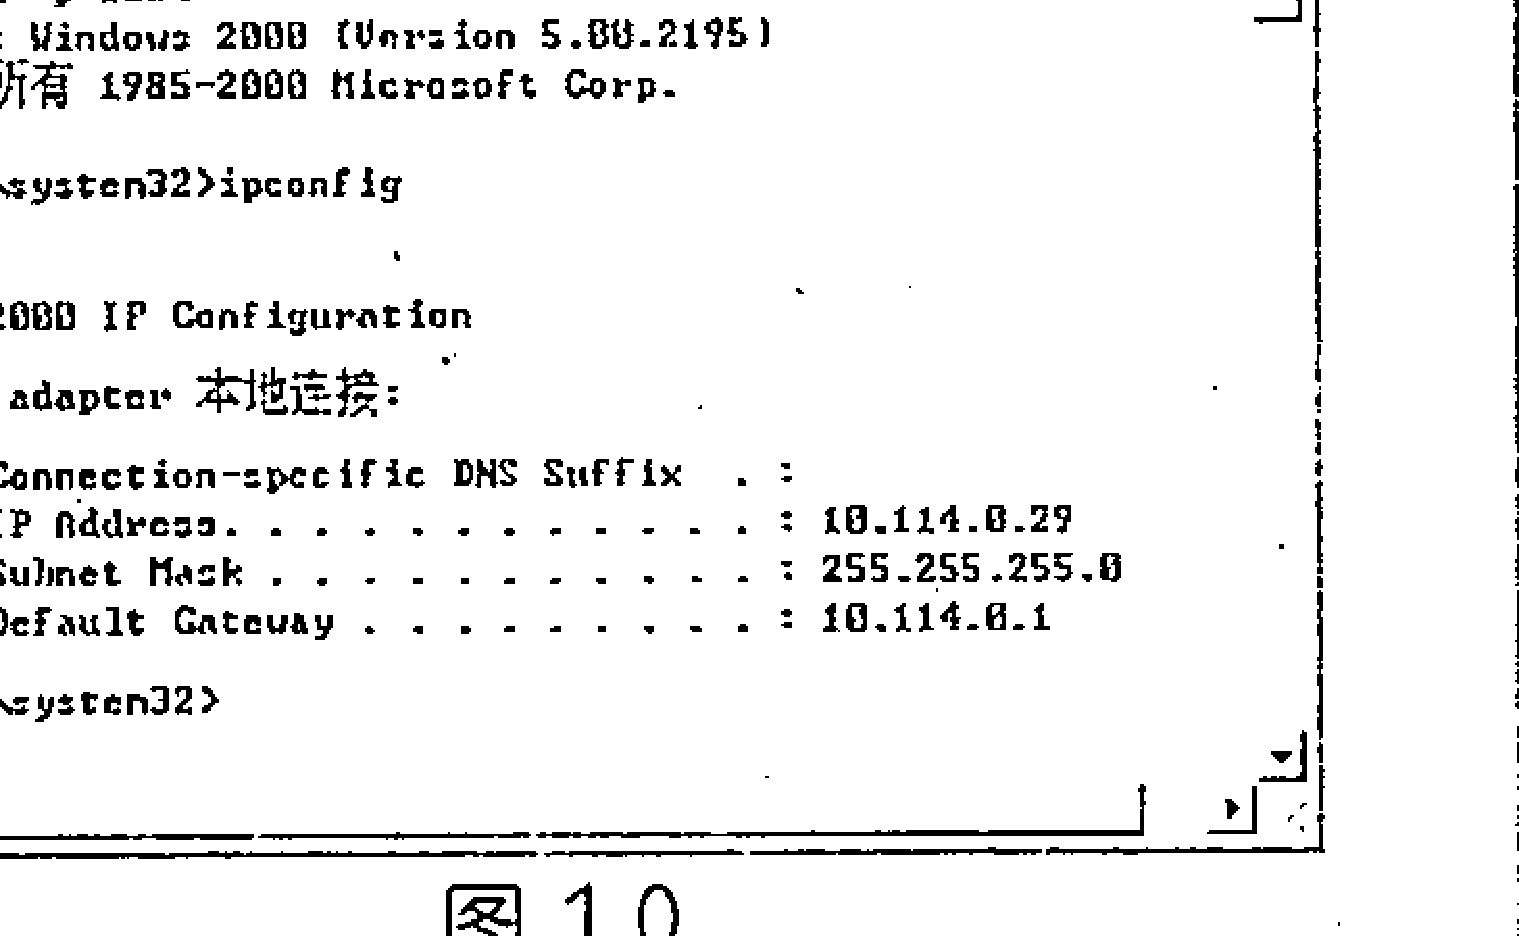 : Windows 2000 [Version 5.00.2195]
所有 1985-2000 Microsoft Corp.
\system32>ipconfig
2000 IP Configuration
adapter 本地连接:
Connection-specific DNS Suffix . :
IP Address. . . . . . . . . . . . : 10.114.0.29
Subnet Mask . . . . . . . . . . . : 255.255.255.0
Default Gateway . . . . . . . . . : 10.114.0.1
\system32>
图 10